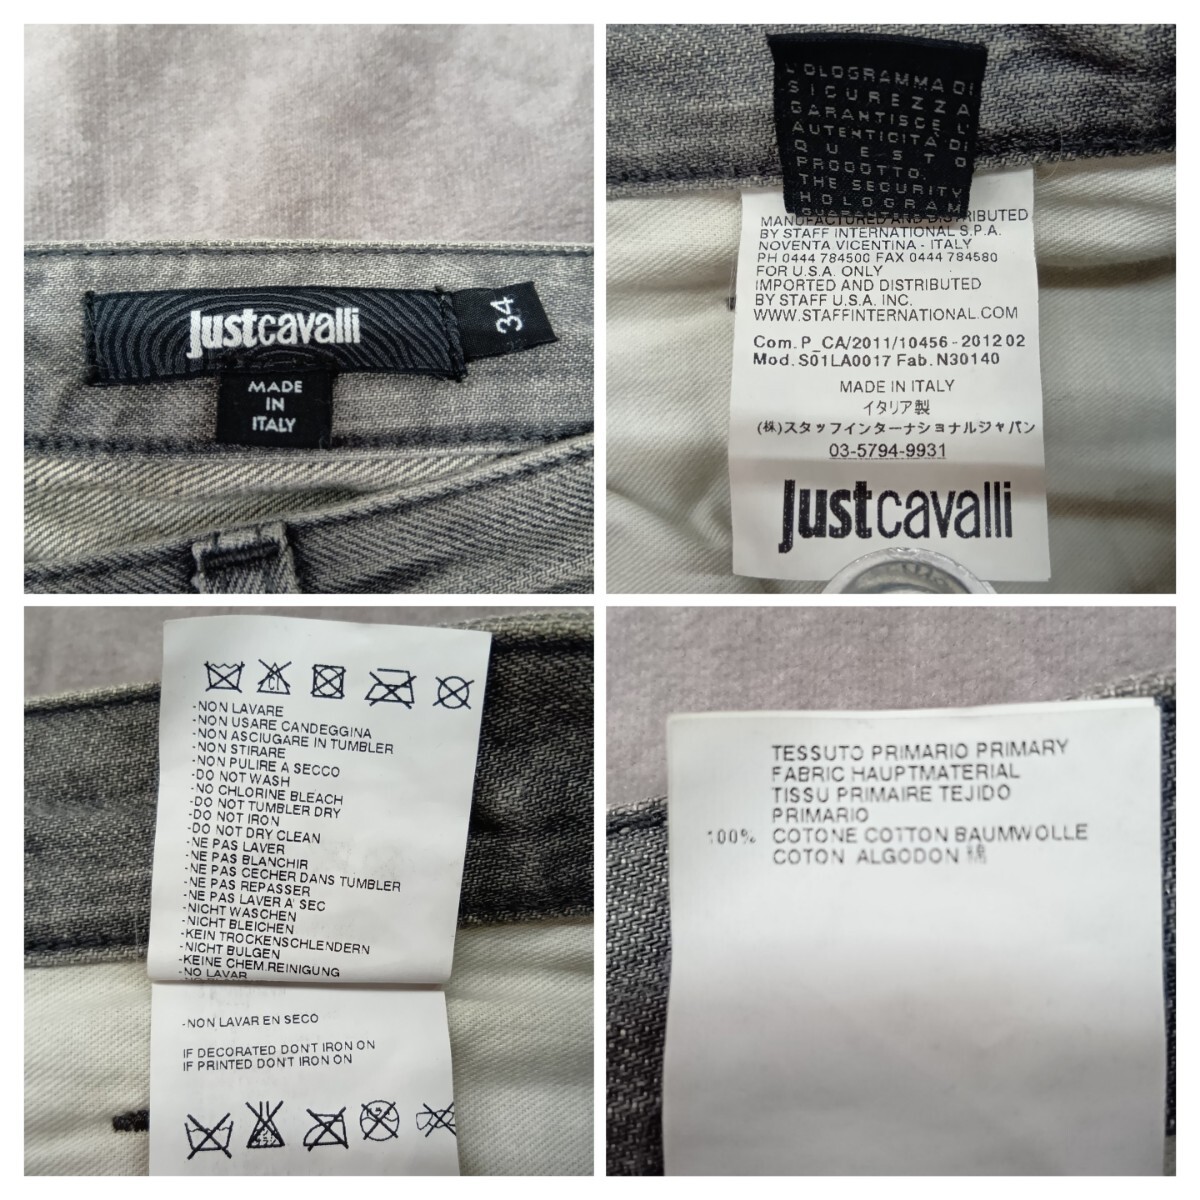 justcavalli
34
MADE
IN
ITALY
L'OLOGRAMMA DI
SICUREZZA
GARANTISCE L'
AUTENTICITÀ DI
QUESTO
PRODOTTO.
THE SECURITY
HOLOGRAM
MANUFACTURED AND DISTRIBUTED
BY STAFF INTERNATIONAL S.P.A.
NOVENTA VICENTINA - ITALY
PH 0444 784500 FAX 0444 784580
FOR U.S.A. ONLY
IMPORTED AND DISTRIBUTED
BY STAFF U.S.A. INC.
WWW.STAFFINTERNATIONAL.COM
Com. P_CA/2011/10456 - 2012 02
Mod. S01LA0017 Fab. N30140
MADE IN ITALY
イタリア製
(株)スタッフインターナショナルジャパン
03-5794-9931
justcavalli
Cl
-NON LAVARE
-NON USARE CANDEGGINA
-NON ASCIUGARE IN TUMBLER
-NON STIRARE
-NON PULIRE A SECCO
-DO NOT WASH
-NO CHLORINE BLEACH
-DO NOT TUMBLER DRY
-DO NOT IRON
-DO NOT DRY CLEAN
-NE PAS LAVER
-NE PAS BLANCHIR
-NE PAS CECHER DANS TUMBLER
-NE PAS REPASSER
-NE PAS LAVER A' SEC
-NICHT WASCHEN
-NICHT BLEICHEN
-KEIN TROCKENSCHLENDERN
-NICHT BULGEN
-KEINE CHEM.REINIGUNG
-NO LAVAR
-NON LAVAR EN SECO
IF DECORATED DON'T IRON ON
IF PRINTED DON'T IRON ON
TESSUTO PRIMARIO PRIMARY
FABRIC HAUPTMATERIAL
TISSU PRIMAIRE TEJIDO
PRIMARIO
100% COTONE COTTON BAUMWOLLE
COTON ALGODON 綿